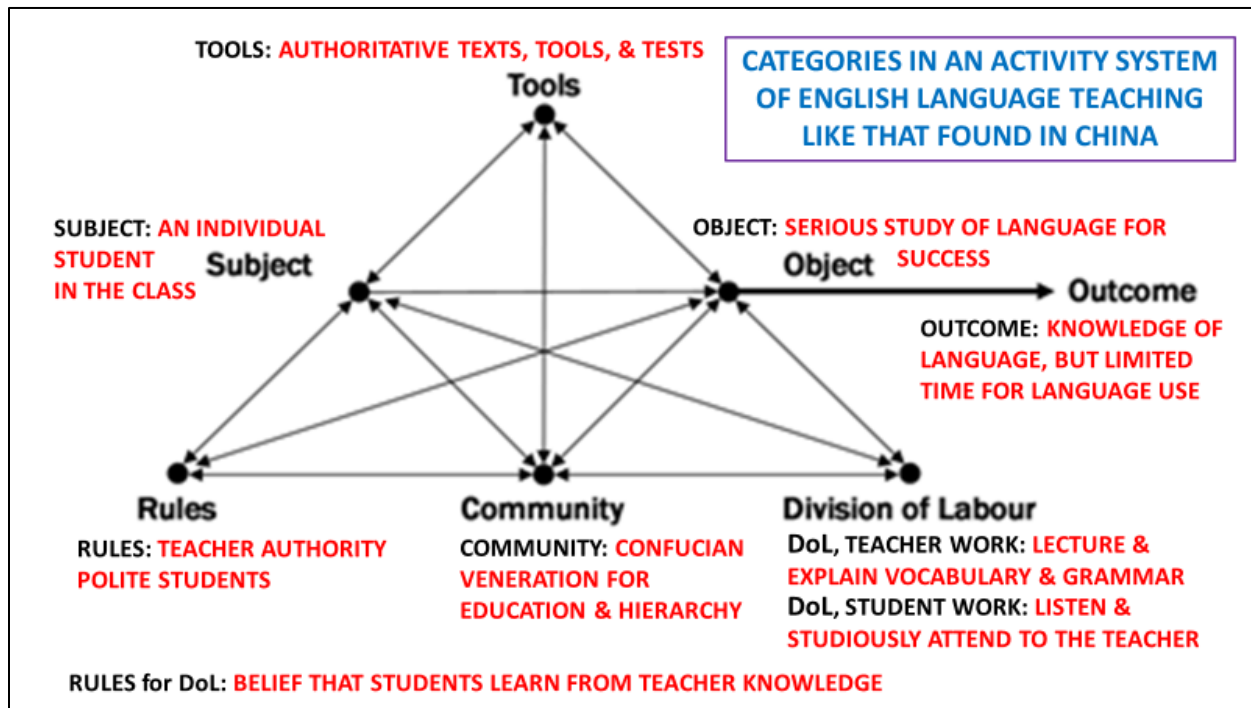 TOOLS: AUTHORITATIVE TEXTS, TOOLS, & TESTS
Tools
CATEGORIES IN AN ACTIVITY SYSTEM
OF ENGLISH LANGUAGE TEACHING
LIKE THAT FOUND IN CHINA
SUBJECT: AN INDIVIDUAL
STUDENT
IN THE CLASS
Subject
OBJECT: SERIOUS STUDY OF LANGUAGE FOR
SUCCESS
Object
Outcome
OUTCOME: KNOWLEDGE OF
LANGUAGE, BUT LIMITED
TIME FOR LANGUAGE USE
Rules
Community
Division of Labour
RULES: TEACHER AUTHORITY
POLITE STUDENTS
COMMUNITY: CONFUCIAN
VENERATION FOR
EDUCATION & HIERARCHY
DoL, TEACHER WORK: LECTURE &
EXPLAIN VOCABULARY & GRAMMAR
DoL, STUDENT WORK: LISTEN &
STUDIOUSLY ATTEND TO THE TEACHER
RULES for DoL: BELIEF THAT STUDENTS LEARN FROM TEACHER KNOWLEDGE